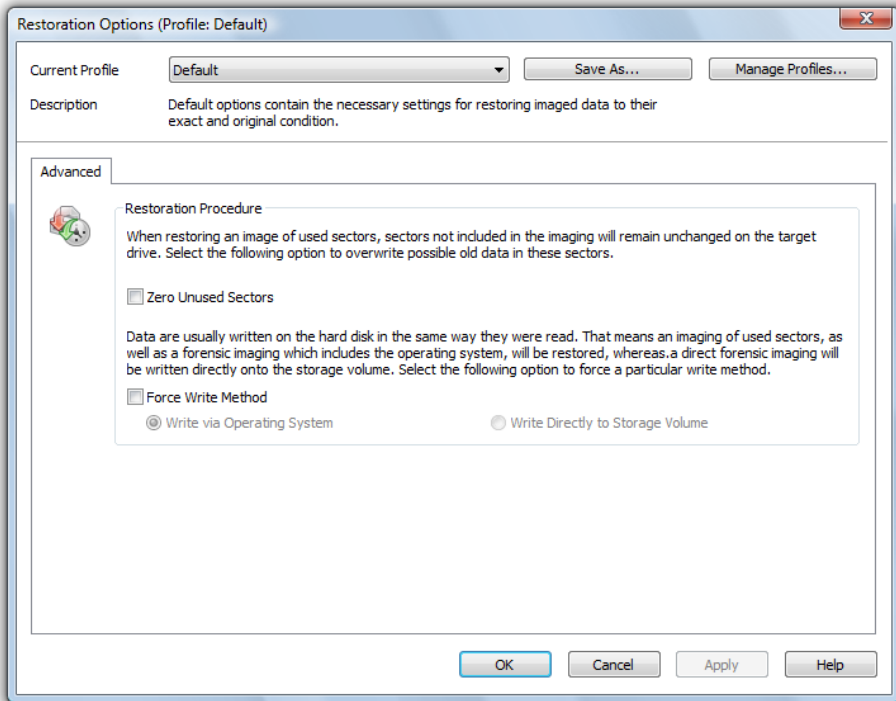 Restoration Options (Profile: Default)
Current Profile
Default
Save As...
Manage Profiles...
Description
Default options contain the necessary settings for restoring imaged data to their
exact and original condition.
Advanced
Restoration Procedure
When restoring an image of used sectors, sectors not included in the imaging will remain unchanged on the target
drive. Select the following option to overwrite possible old data in these sectors.
Zero Unused Sectors
Data are usually written on the hard disk in the same way they were read. That means an imaging of used sectors, as
well as a forensic imaging which includes the operating system, will be restored, whereas.a direct forensic imaging will
be written directly onto the storage volume. Select the following option to force a particular write method.
Force Write Method
Write via Operating System
Write Directly to Storage Volume
OK
Cancel
Apply
Help